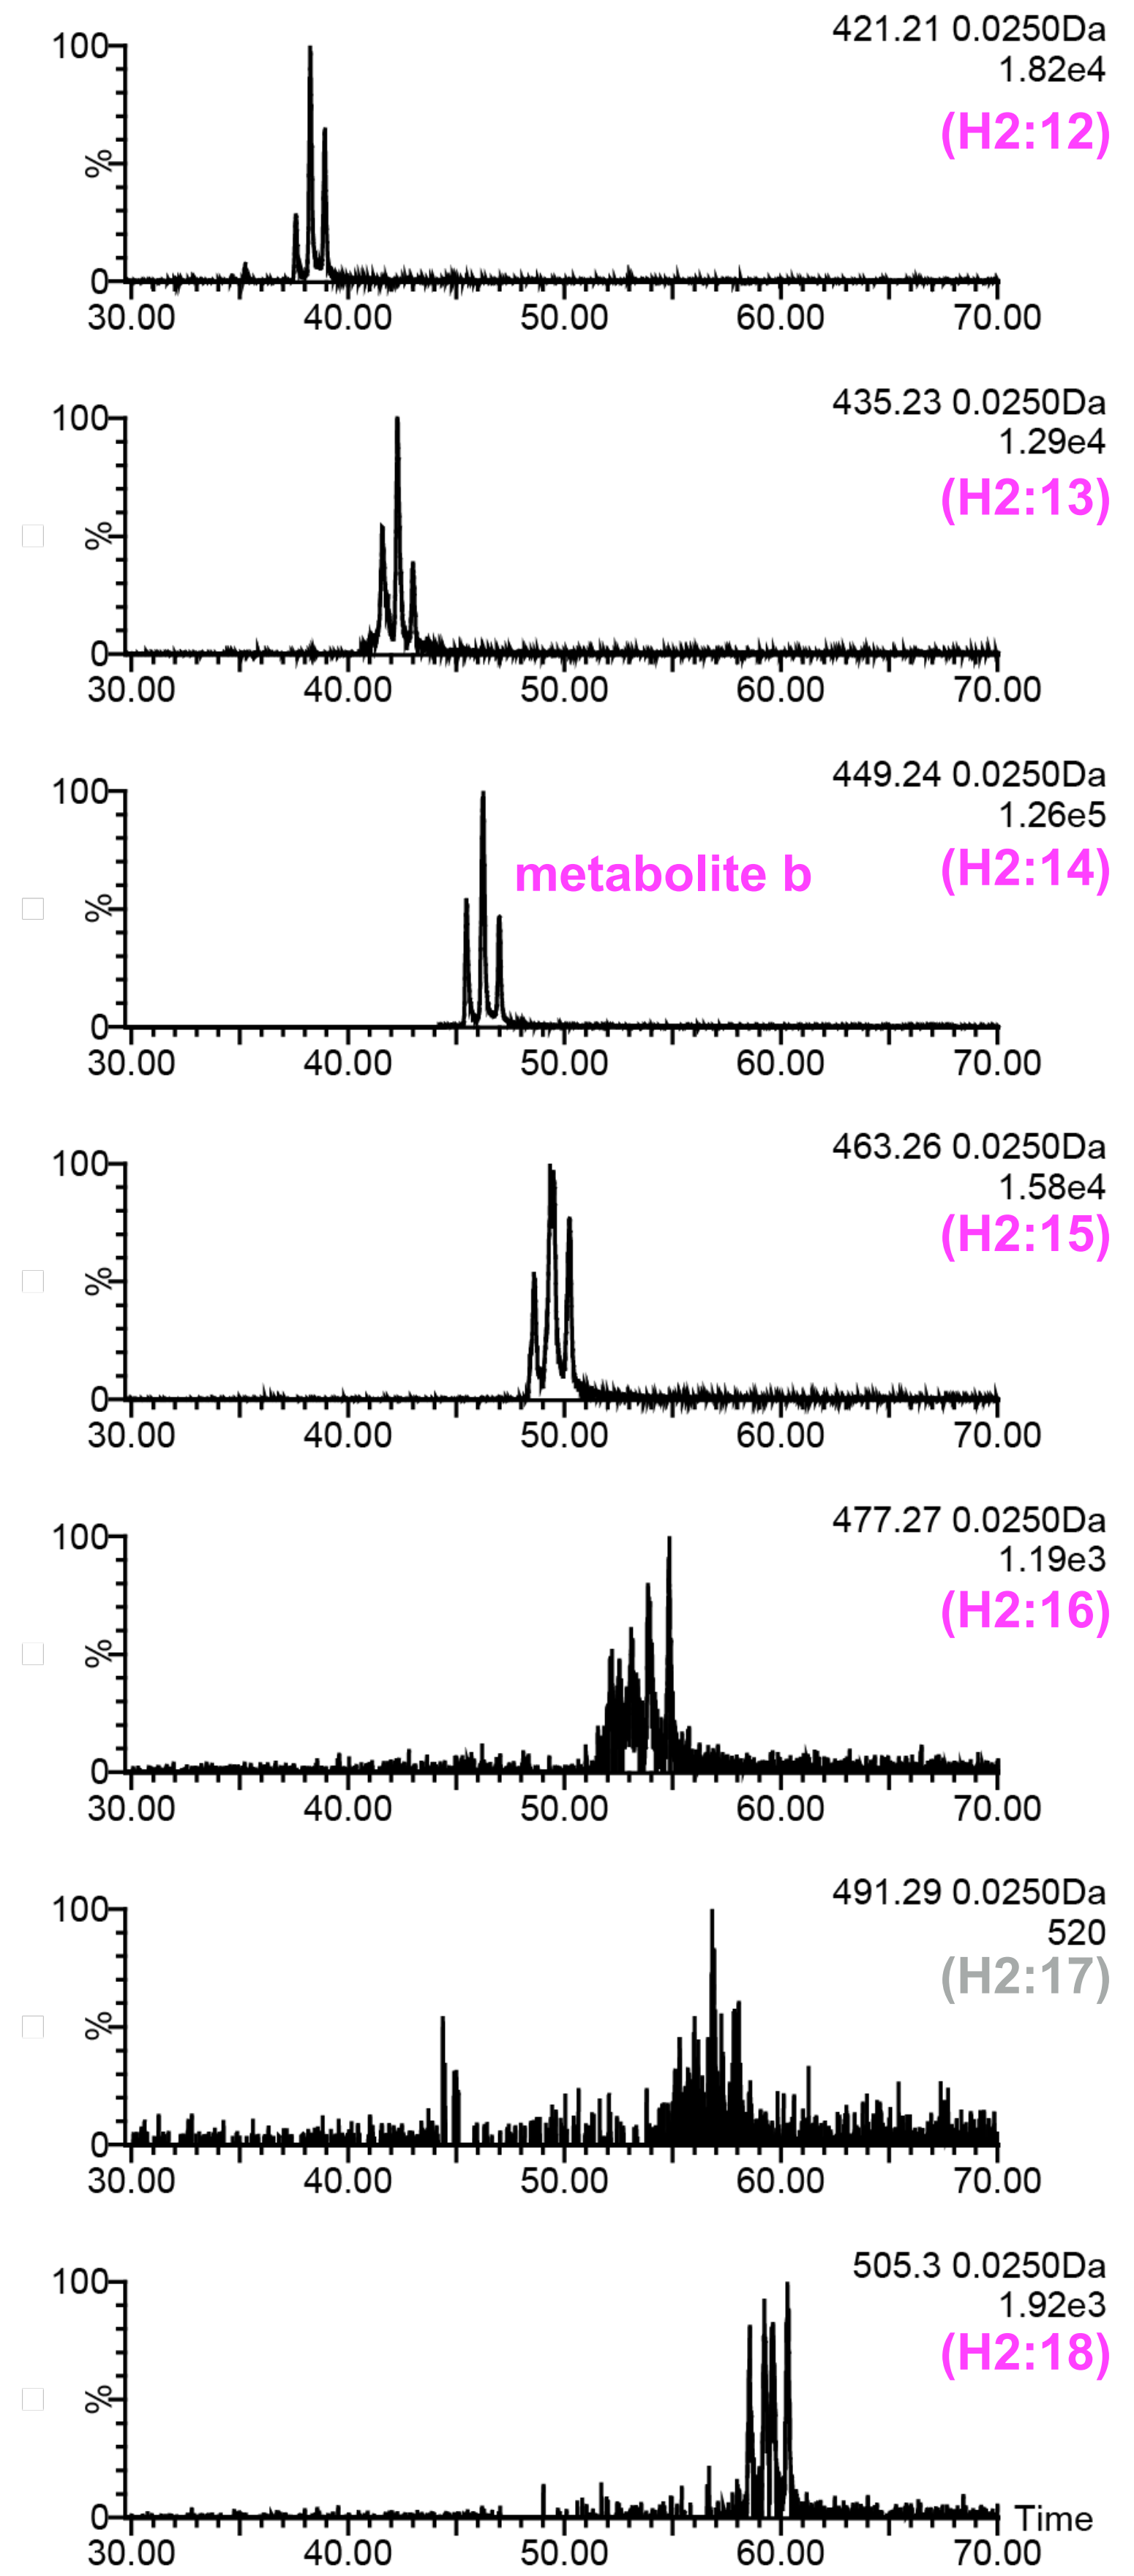 421.21 0.0250Da
1.82e4
(H2:12)
100
%
0
30.00 40.00 50.00 60.00 70.00
435.23 0.0250Da
1.29e4
(H2:13)
100
%
0
30.00 40.00 50.00 60.00 70.00
449.24 0.0250Da
1.26e5
(H2:14)
metabolite b
100
%
0
30.00 40.00 50.00 60.00 70.00
463.26 0.0250Da
1.58e4
(H2:15)
100
%
0
30.00 40.00 50.00 60.00 70.00
477.27 0.0250Da
1.19e3
(H2:16)
100
%
0
30.00 40.00 50.00 60.00 70.00
491.29 0.0250Da
520
(H2:17)
100
%
0
30.00 40.00 50.00 60.00 70.00
505.3 0.0250Da
1.92e3
(H2:18)
100
%
0
Time
30.00 40.00 50.00 60.00 70.00